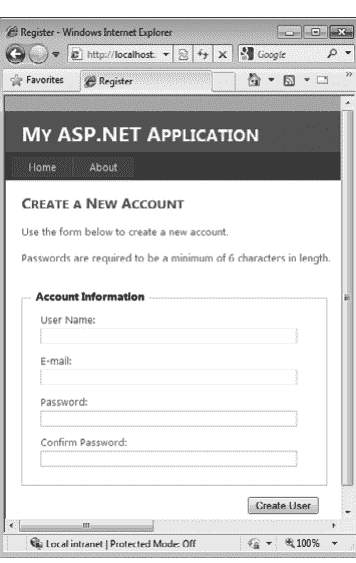 Register - Windows Internet Explorer
http://localhost.
Google
Favorites
Register
MY ASP.NET APPLICATION
Home
About
CREATE A NEW ACCOUNT
Use the form below to create a new account.
Passwords are required to be a minimum of 6 characters in length.
Account Information
User Name:
E-mail:
Password:
Confirm Password:
Create User
Local intranet | Protected Mode: Off
100%